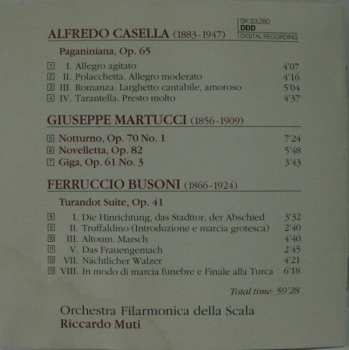 SK 53280
DDD
DIGITAL RECORDING
ALFREDO CASELLA (1883-1947)
Paganiniana, Op. 65
1 I. Allegro agitato 4'07
2 II. Polacchetta. Allegro moderato 4'16
3 III. Romanza. Larghetto cantabile, amoroso 5'04
4 IV. Tarantella. Presto molto 4'37
GIUSEPPE MARTUCCI (1856-1909)
5 Notturno, Op. 70 No. 1 7'24
6 Novelletta, Op. 82 5'48
7 Giga, Op. 61 No. 3 3'43
FERRUCCIO BUSONI (1866-1924)
Turandot Suite, Op. 41
8 I. Die Hinrichtung, das Stadttor, der Abschied 3'32
9 II. Truffaldino (Introduzione e marcia grotesca) 2'40
10 III. Altoum. Marsch 4'40
11 V. Das Frauengemach 2'45
12 VII. Nächtlicher Walzer 4'21
13 VIII. In modo di marcia funebre e Finale alla Turca 6'18
Total time: 59'28
Orchestra Filarmonica della Scala
Riccardo Muti